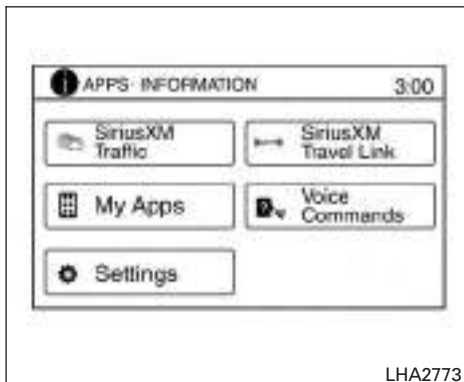 i APPS· INFORMATION 3:00
SiriusXM Traffic
SiriusXM Travel Link
My Apps
Voice Commands
Settings
LHA2773